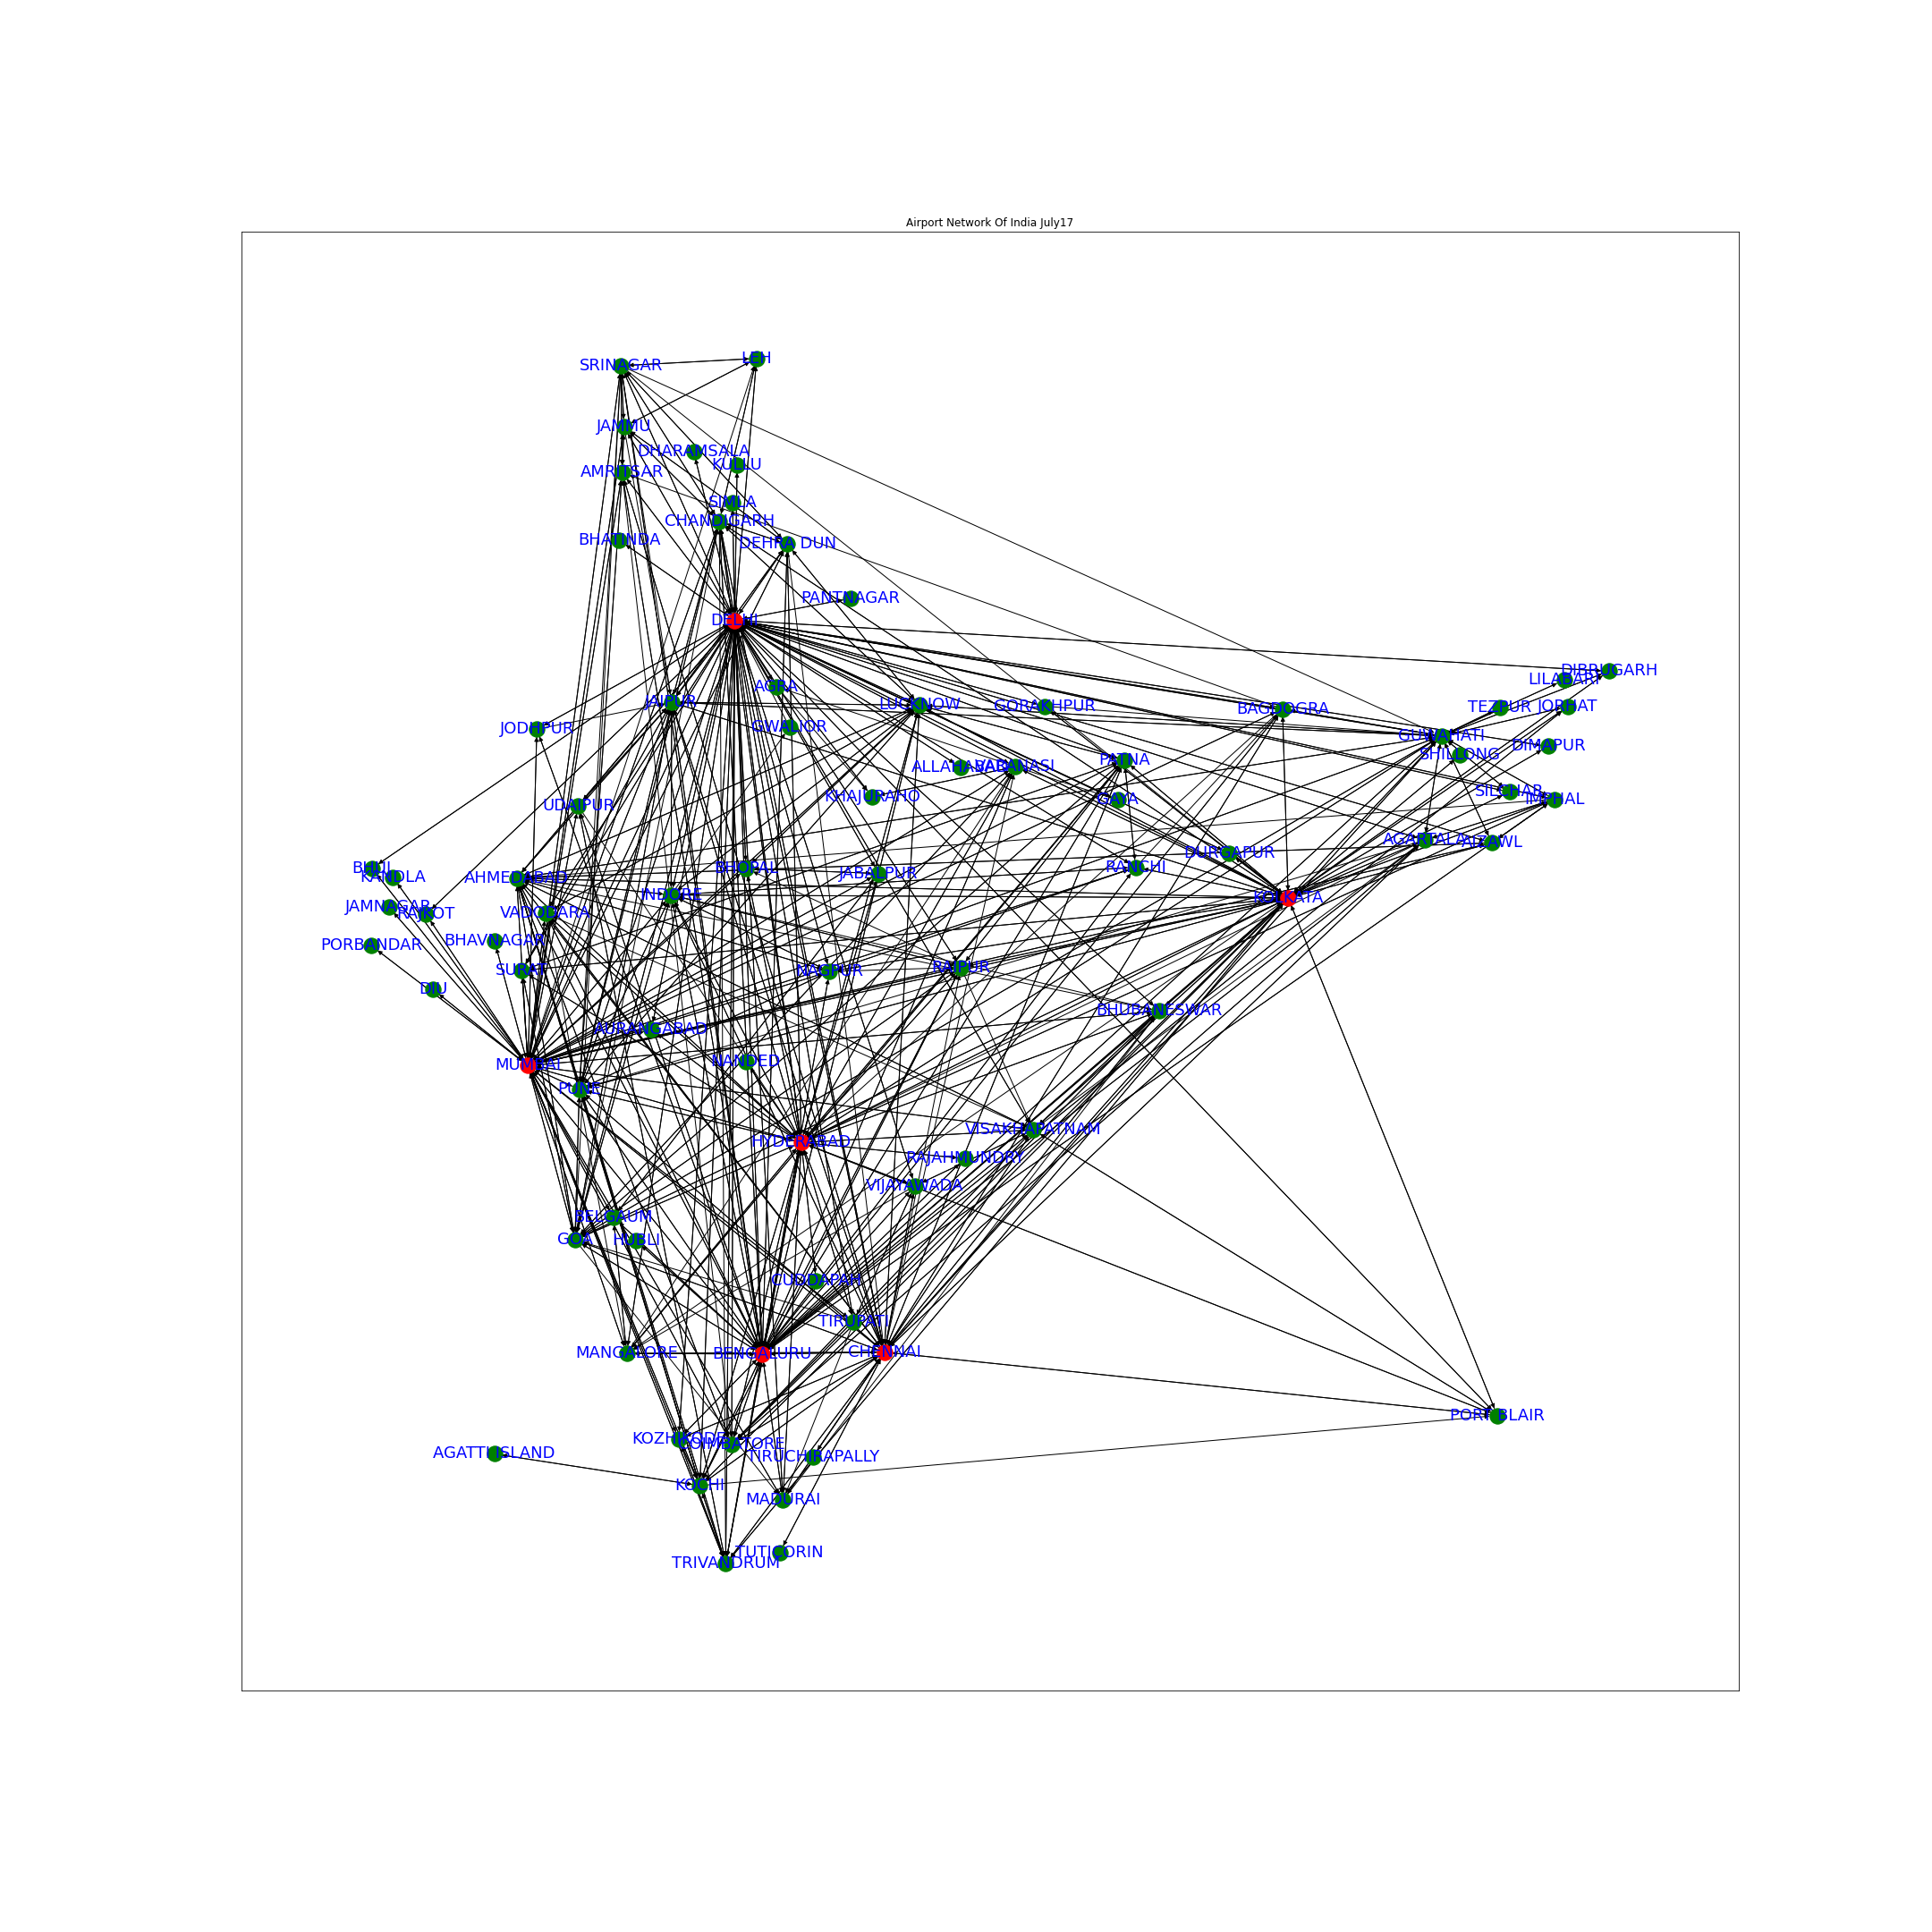 Airport Network Of India July17
LEH
SRINAGAR
JAMMU
DHARAMSALA
KULLU
AMRITSAR
SIMLA
CHANDIGARH
BHATINDA
DEHRA DUN
PANTNAGAR
DELHI
DIBRUGARH
LILABARI
AGRA
JAIPUR
LUCKNOW
GORAKHPUR
BAGDOGRA
TEZPUR
JORHAT
JODHPUR
GWALIOR
GUWAHATI
DIMAPUR
SHILLONG
PATNA
ALLAHABAD
VARANASI
KHAJURAHO
GAYA
SILCHAR
IMPHAL
UDAIPUR
AGARTALA
AIZAWL
DURGAPUR
BHUJ
BHOPAL
RANCHI
JABALPUR
KANDLA
AHMEDABAD
INDORE
KOLKATA
JAMNAGAR
RAJKOT
VADODARA
PORBANDAR
BHAVNAGAR
SURAT
NAGPUR
RAIPUR
DIU
BHUBANESWAR
AURANGABAD
MUMBAI
NANDED
PUNE
VISAKHAPATNAM
HYDERABAD
RAJAHMUNDRY
VIJAYAWADA
BELGAUM
GOA
HUBLI
CUDDAPAH
TIRUPATI
MANGALORE
BENGALURU
CHENNAI
PORT BLAIR
KOZHIKODE
COIMBATORE
AGATTI ISLAND
TIRUCHIRAPALLY
KOCHI
MADURAI
TUTICORIN
TRIVANDRUM